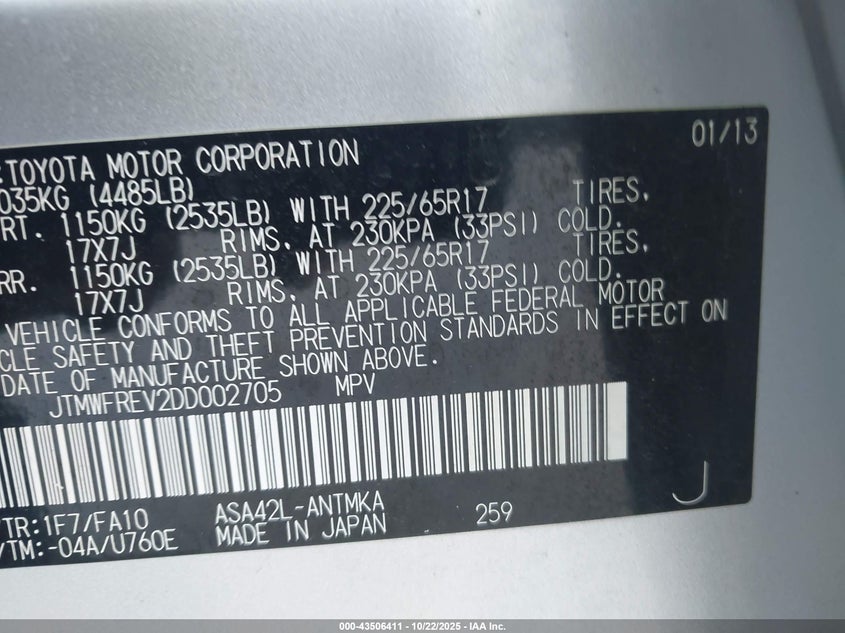 :TOYOTA MOTOR CORPORATION 01/13
035KG (4485LB)
RT. 1150KG (2535LB) WITH 225/65R17 TIRES,
17X7J RIMS, AT 230KPA (33PSI) COLD.
RR. 1150KG (2535LB) WITH 225/65R17 TIRES,
17X7J RIMS, AT 230KPA (33PSI) COLD.
VEHICLE CONFORMS TO ALL APPLICABLE FEDERAL MOTOR
CLE SAFETY AND THEFT PREVENTION STANDARDS IN EFFECT ON
DATE OF MANUFACTURE SHOWN ABOVE.
JTMWFREV2DD002705 MPV
/TR:1F7/FA10 ASA42L-ANTMKA 259
/TM:-04A/U760E MADE IN JAPAN
J
000-43506411 - 10/22/2025 - IAA Inc.